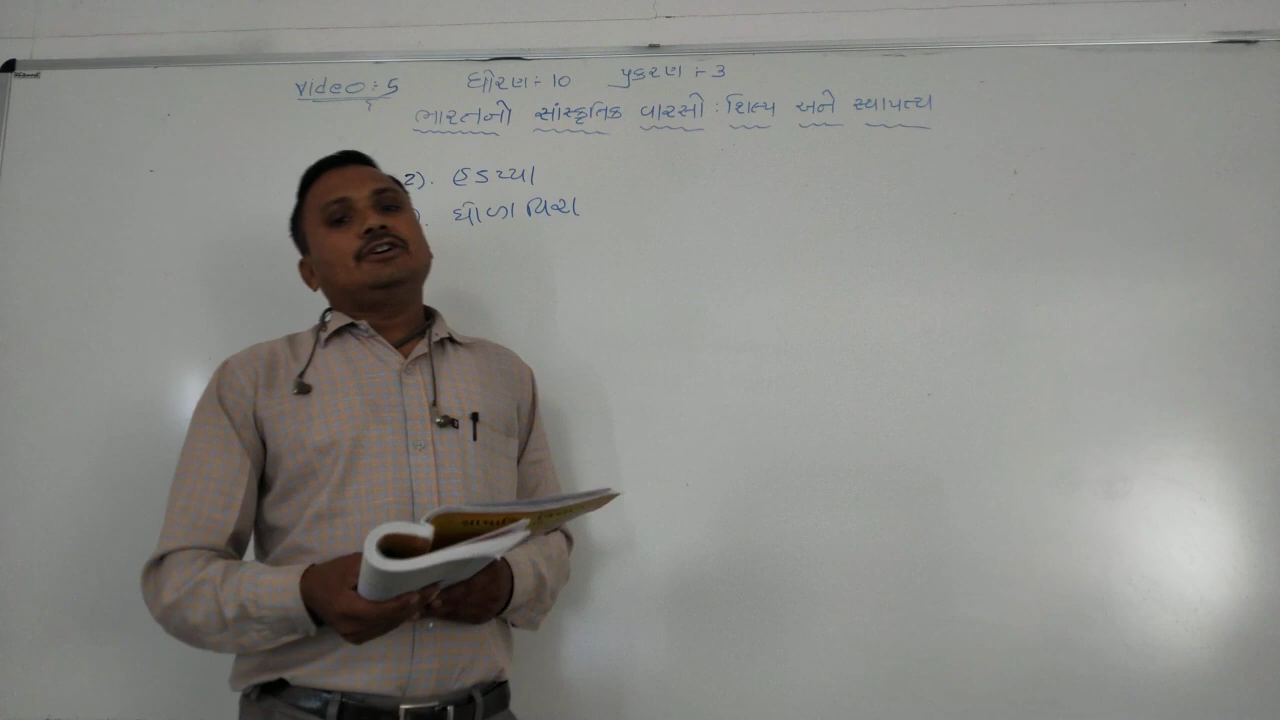 video : 5 ધોરણ :- 10 પ્રકરણ :- 3
ભારતનો સાંસ્કૃતિક વારસો : શિલ્પ અને સ્થાપત્ય
2). હડપ્પા
). ધોળાવિરા